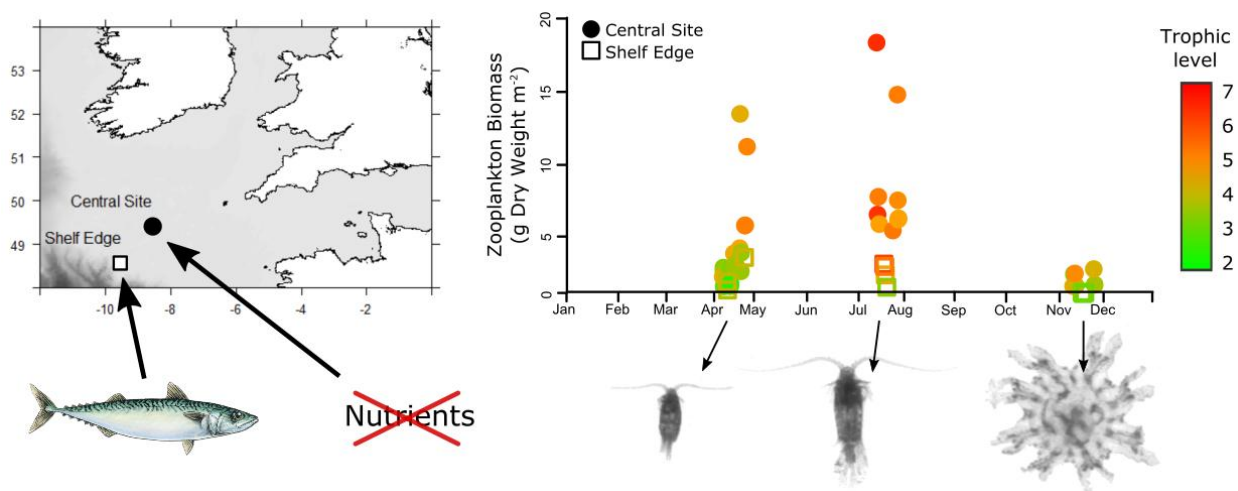 53
52
51
50
49
-10
-8
-6
-4
-2
Central Site
Shelf Edge
Nutrients
Central Site
Shelf Edge
Zooplankton Biomass
(g Dry Weight m⁻²)
20
15
10
5
0
Jan Feb Mar Apr May Jun Jul Aug Sep Oct Nov Dec
Trophic
level
7
6
5
4
3
2